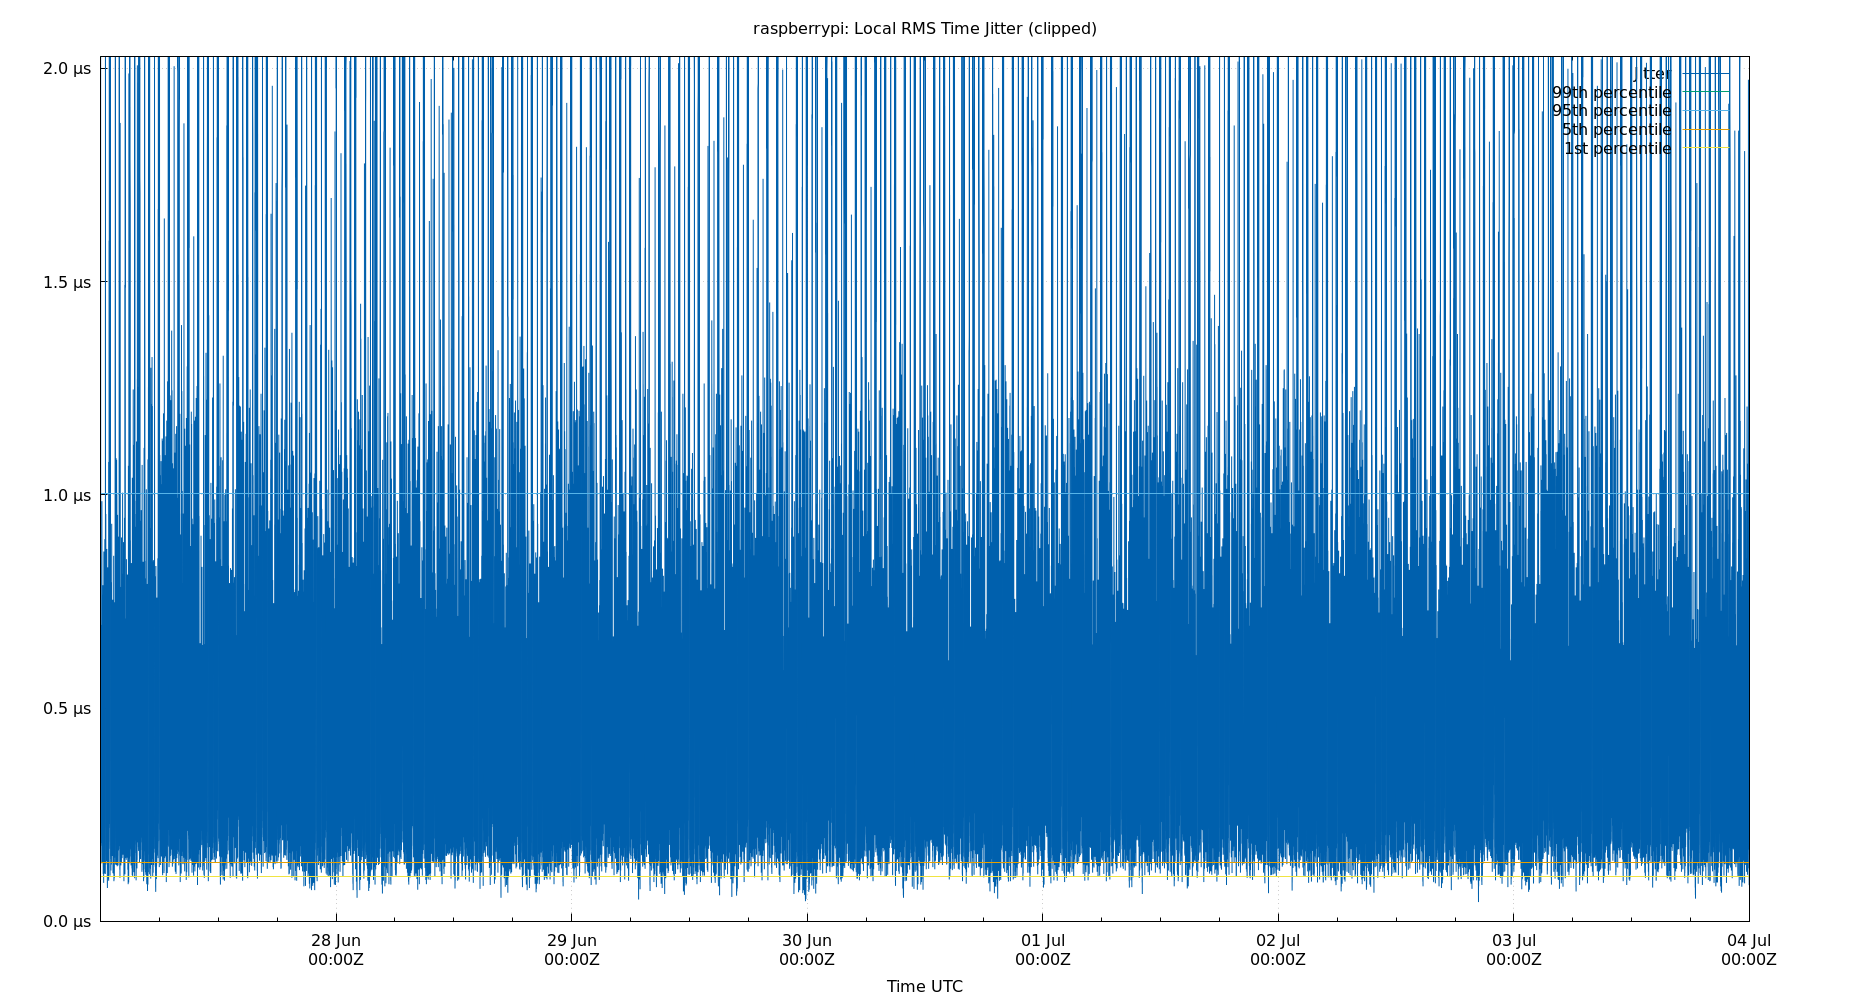 raspberrypi: Local RMS Time Jitter (clipped)
2.0 µs
jitter
99th percentile
95th percentile
5th percentile
1st percentile
1.5 µs
1.0 µs
0.5 µs
0.0 µs
28 Jun 29 Jun 30 Jun 01 Jul 02 Jul 03 Jul 04 Jul
00:00Z 00:00Z 00:00Z 00:00Z 00:00Z 00:00Z 00:00Z
Time UTC